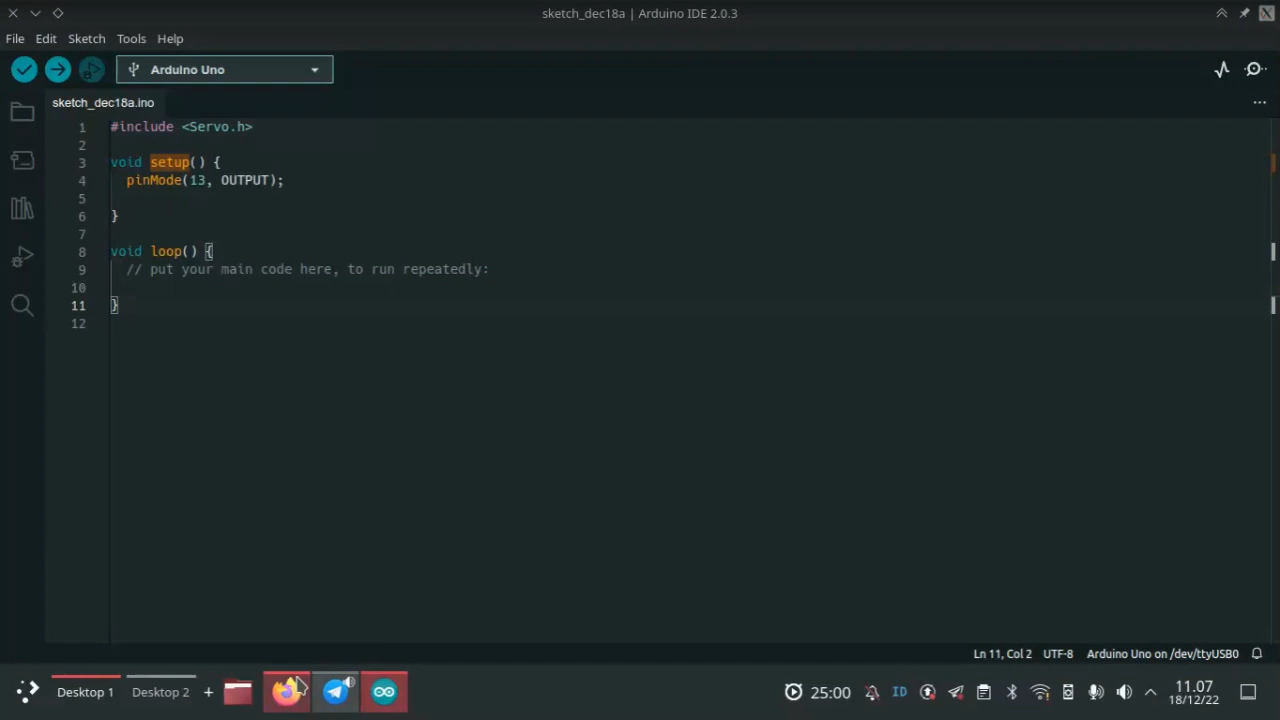 sketch_dec18a | Arduino IDE 2.0.3
File Edit Sketch Tools Help
Arduino Uno
sketch_dec18a.ino
1 #include <Servo.h>
2
3 void setup() {
4 pinMode(13, OUTPUT);
5
6 }
7
8 void loop() {
9 // put your main code here, to run repeatedly:
10
11 }
12
Ln 11, Col 2 UTF-8 Arduino Uno on /dev/ttyUSB0
Desktop 1 Desktop 2 + 25:00 ID 11.07
18/12/22